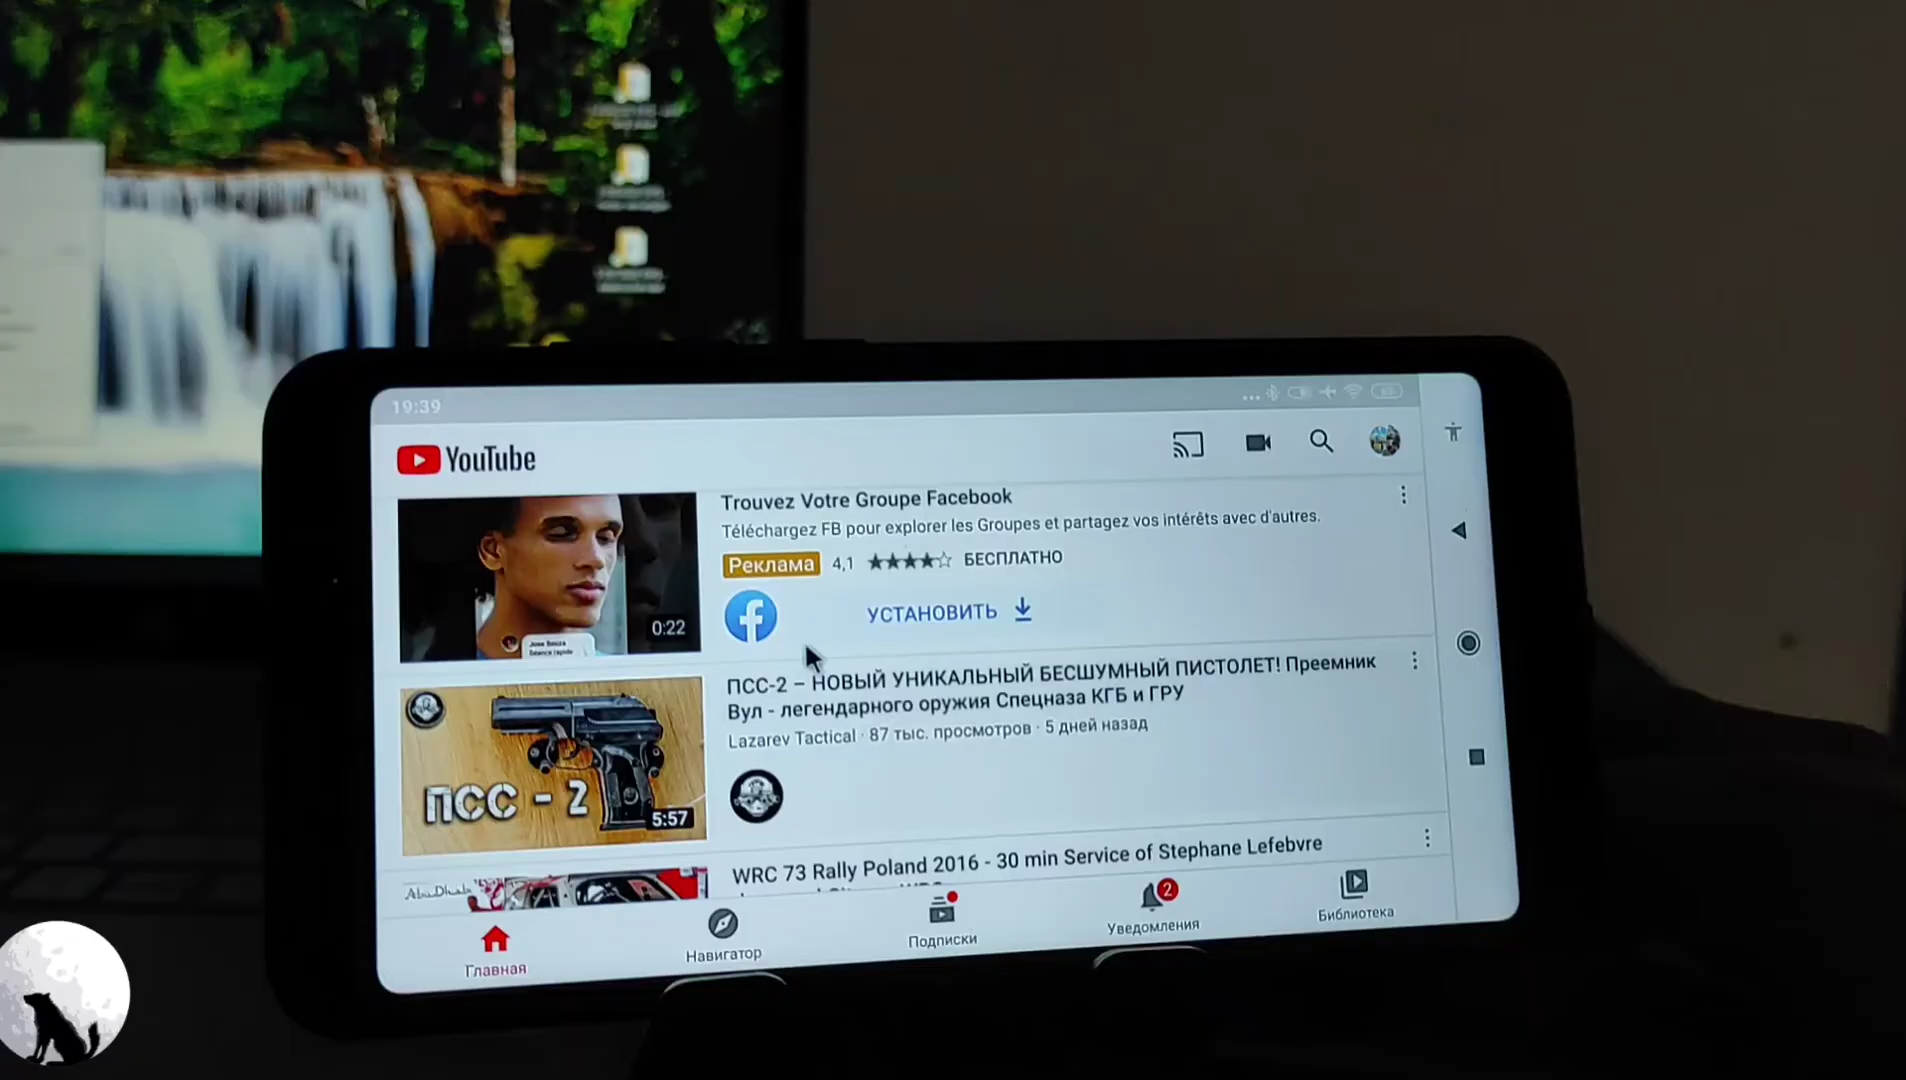 19:39
YouTube
Trouvez Votre Groupe Facebook
Téléchargez FB pour explorer les Groupes et partagez vos intérêts avec d'autres.
Реклама 4,1 БЕСПЛАТНО
УСТАНОВИТЬ
0:22
ПСС-2 – НОВЫЙ УНИКАЛЬНЫЙ БЕСШУМНЫЙ ПИСТОЛЕТ! Преемник
Вул - легендарного оружия Спецназа КГБ и ГРУ
Lazarev Tactical · 87 тыс. просмотров · 5 дней назад
ПСС - 2
5:57
WRC 73 Rally Poland 2016 - 30 min Service of Stephane Lefebvre
Abu Dhabi
Главная
Навигатор
Подписки
2
Уведомления
Библиотека